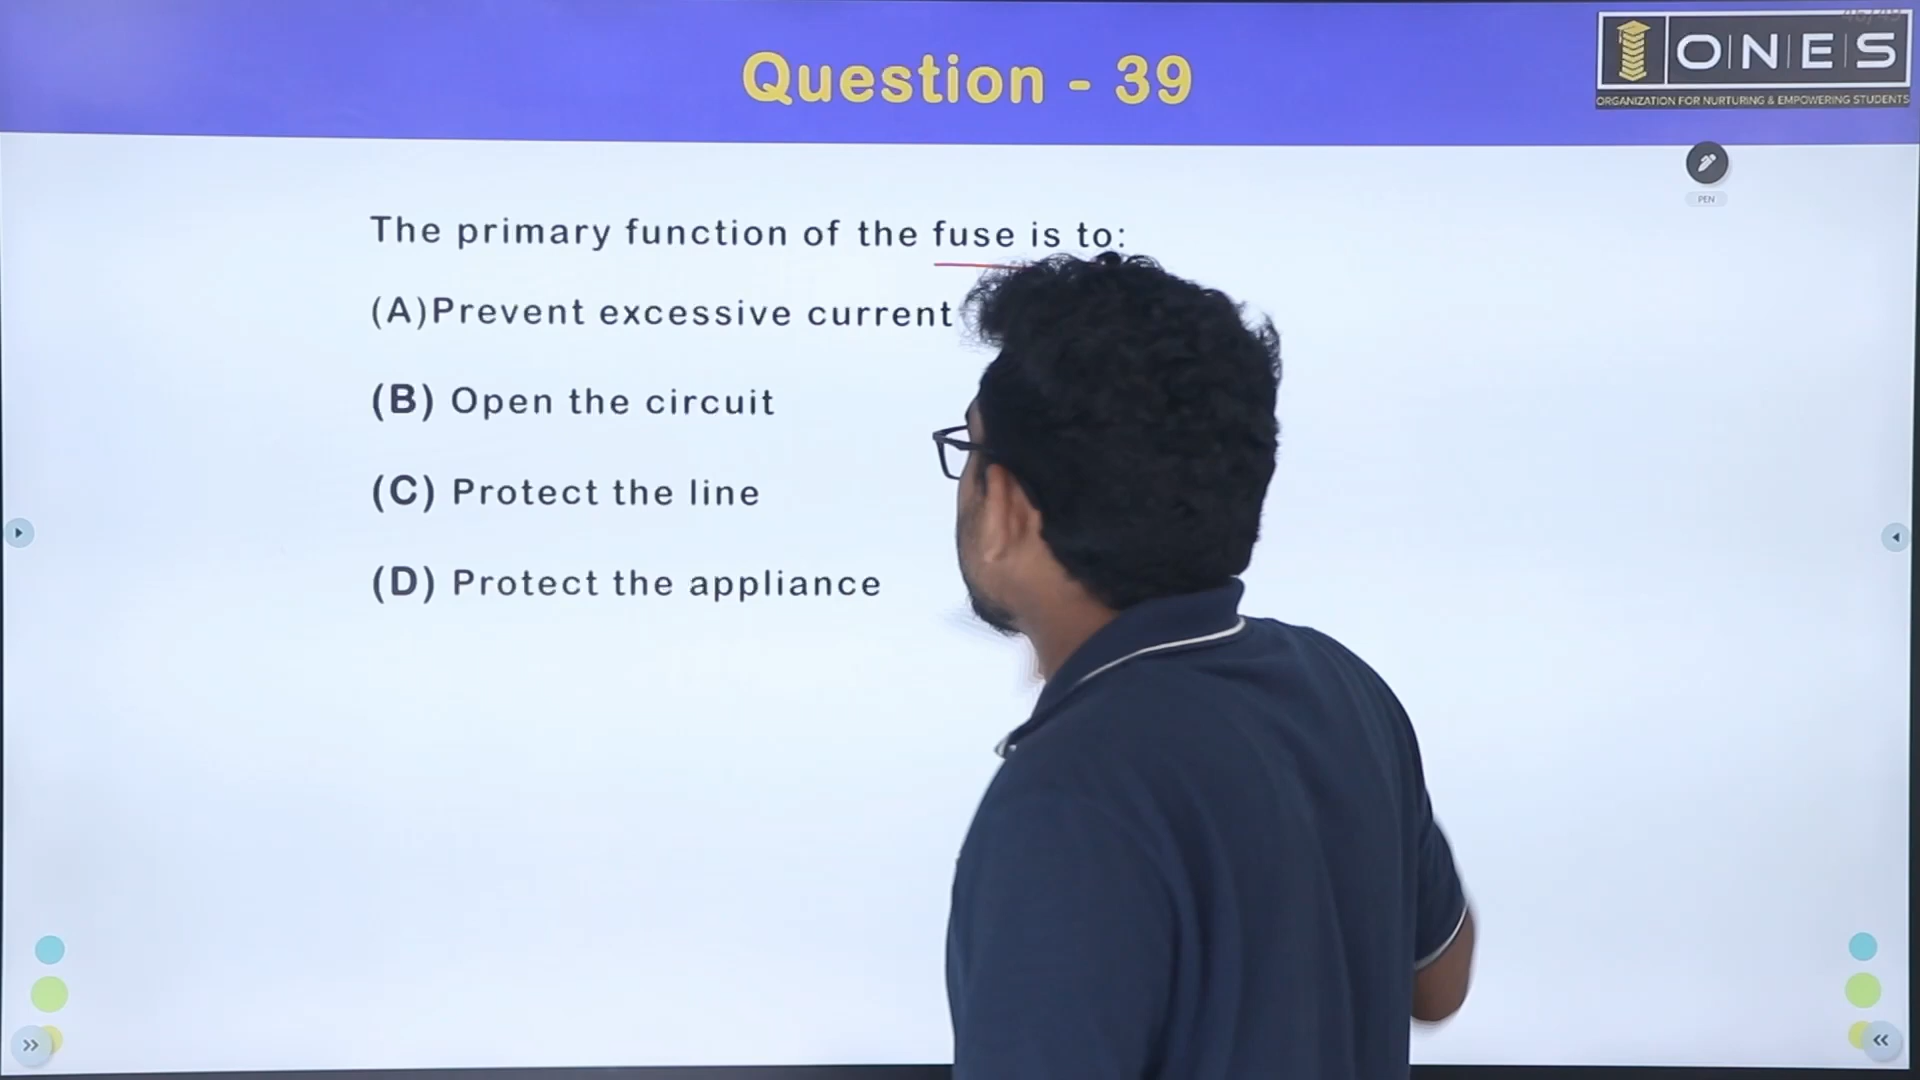 Question - 39
ONES
ORGANIZATION FOR NURTURING & EMPOWERING STUDENTS
PEN
The primary function of the fuse is to:
(A)Prevent excessive current
(B) Open the circuit
(C) Protect the line
(D) Protect the appliance